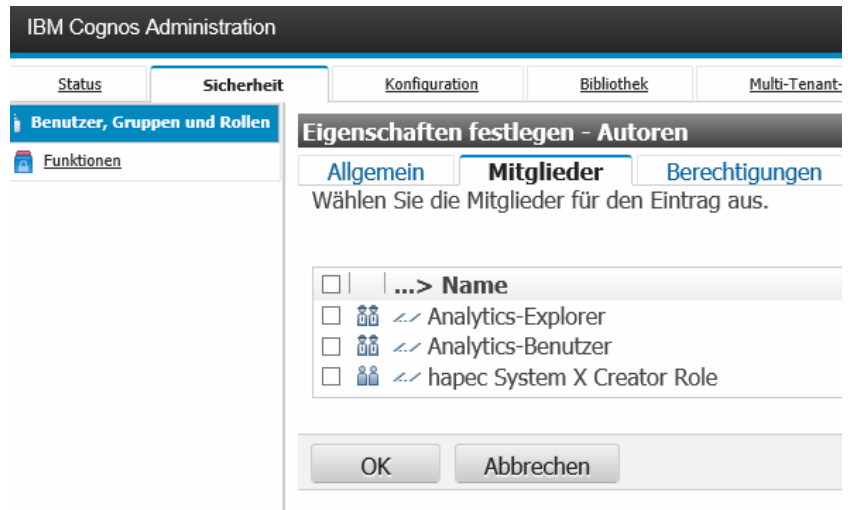 IBM Cognos Administration
Status Sicherheit Konfiguration Bibliothek Multi-Tenant-
Benutzer, Gruppen und Rollen
Funktionen
Eigenschaften festlegen - Autoren
Allgemein Mitglieder Berechtigungen
Wählen Sie die Mitglieder für den Eintrag aus.
...> Name
Analytics-Explorer
Analytics-Benutzer
hapec System X Creator Role
OK Abbrechen